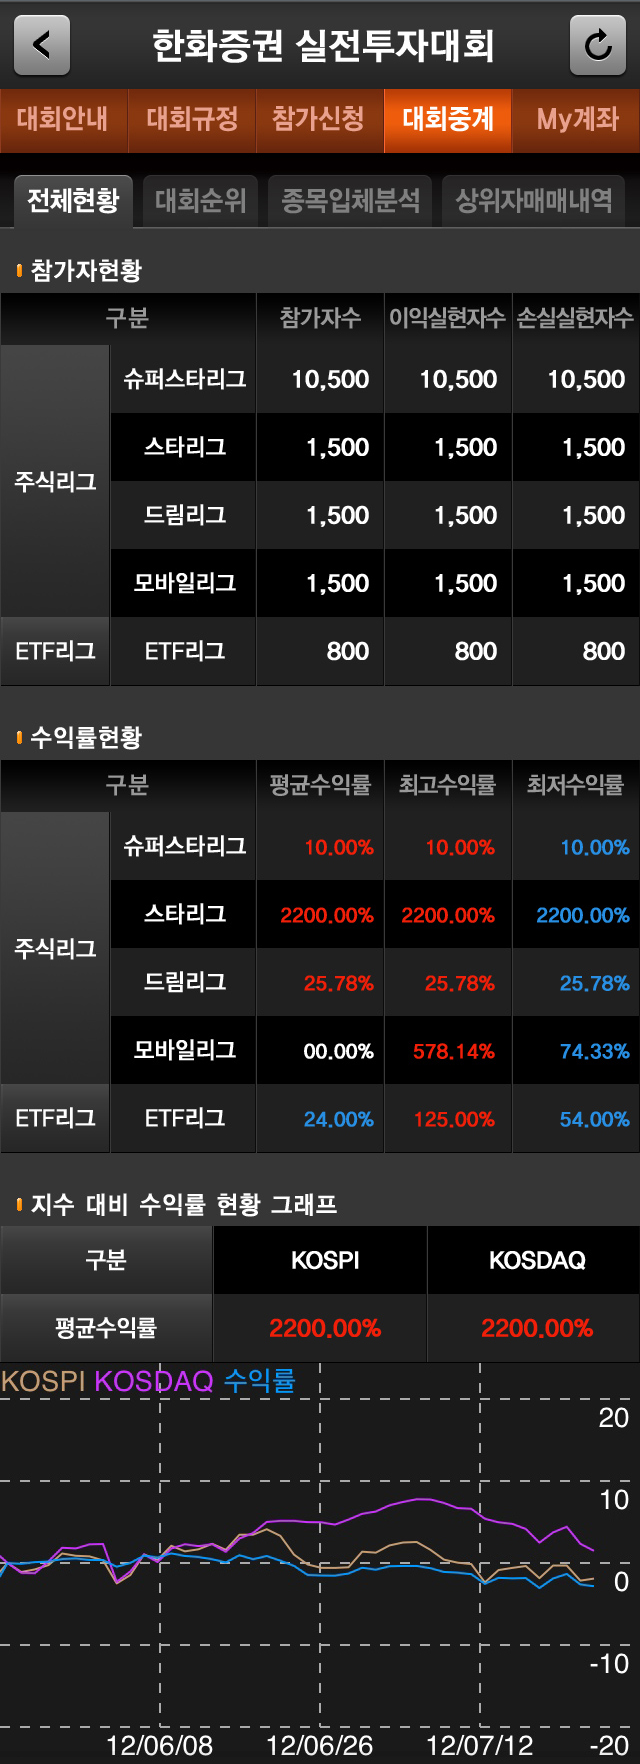 한화증권 실전투자대회
대회안내 대회규정 참가신청 대회중계 My계좌
전체현황 대회순위 종목입체분석 상위자매매내역
참가자현황
구분 참가자수 이익실현자수 손실실현자수
주식리그
슈퍼스타리그 10,500 10,500 10,500
스타리그 1,500 1,500 1,500
드림리그 1,500 1,500 1,500
모바일리그 1,500 1,500 1,500
ETF리그 ETF리그 800 800 800
수익률현황
구분 평균수익률 최고수익률 최저수익률
주식리그
슈퍼스타리그 10.00% 10.00% 10.00%
스타리그 2200.00% 2200.00% 2200.00%
드림리그 25.78% 25.78% 25.78%
모바일리그 00.00% 578.14% 74.33%
ETF리그 ETF리그 24.00% 125.00% 54.00%
지수 대비 수익률 현황 그래프
구분 KOSPI KOSDAQ
평균수익률 2200.00% 2200.00%
KOSPI KOSDAQ 수익률
20
10
0
-10
12/06/08 12/06/26 12/07/12 -20